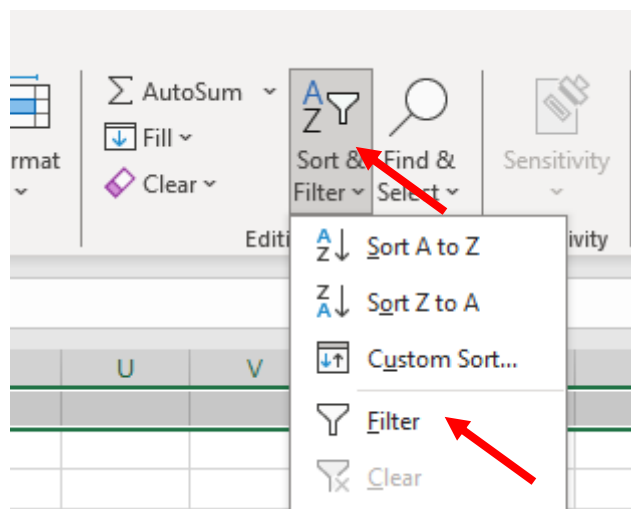 AutoSum
Fill
Clear
rmat
Sort &
Filter
Find &
Select
Sensitivity
Editi
ivity
Sort A to Z
Sort Z to A
Custom Sort...
Filter
Clear
U
V